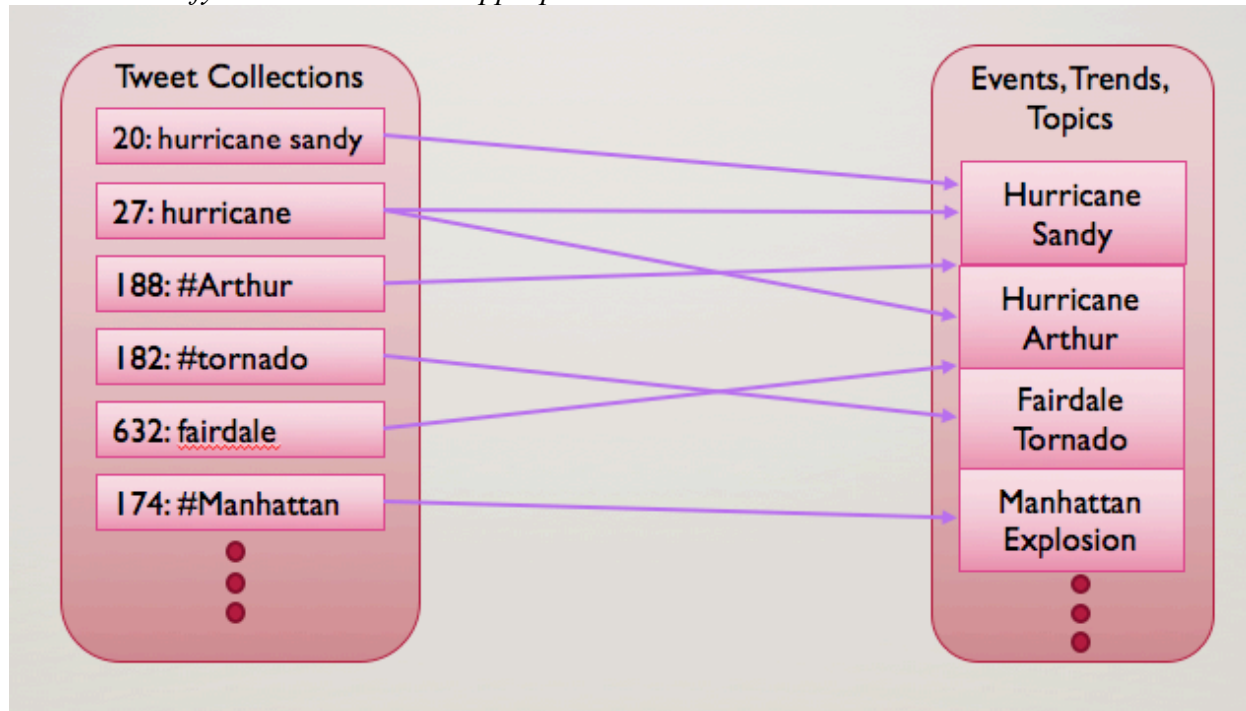 Tweet Collections
20: hurricane sandy
27: hurricane
188: #Arthur
182: #tornado
632: fairdale
174: #Manhattan
Events, Trends,
Topics
Hurricane
Sandy
Hurricane
Arthur
Fairdale
Tornado
Manhattan
Explosion